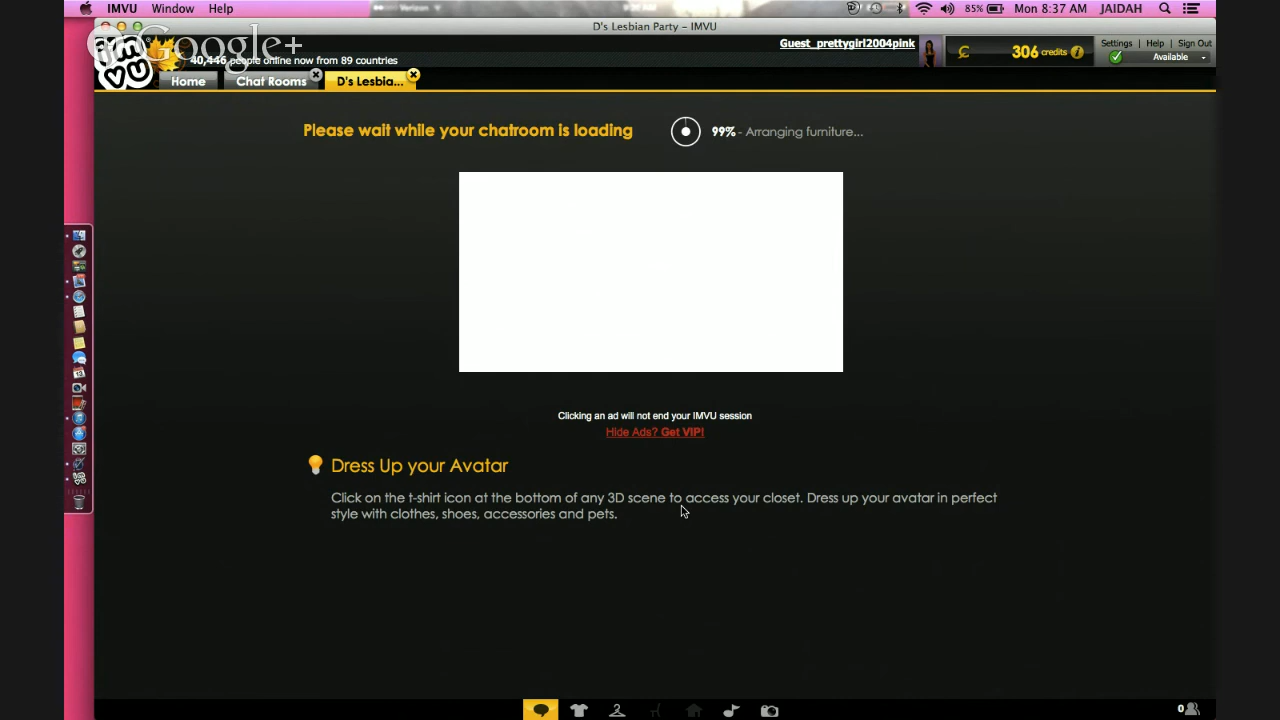 IMVU Window Help
Verizon
85% Mon 8:37 AM JAIDAH
D's Lesbian Party – IMVU
Google+
imvu
40,446 people online now from 89 countries
Guest_prettygirl2004pink
306 credits
Settings Help Sign Out
Available
Home Chat Rooms D's Lesbia...
Please wait while your chatroom is loading
99% - Arranging furniture...
Clicking an ad will not end your IMVU session
Hide Ads? Get VIP!
Dress Up your Avatar
Click on the t-shirt icon at the bottom of any 3D scene to access your closet. Dress up your avatar in perfect
style with clothes, shoes, accessories and pets.
0